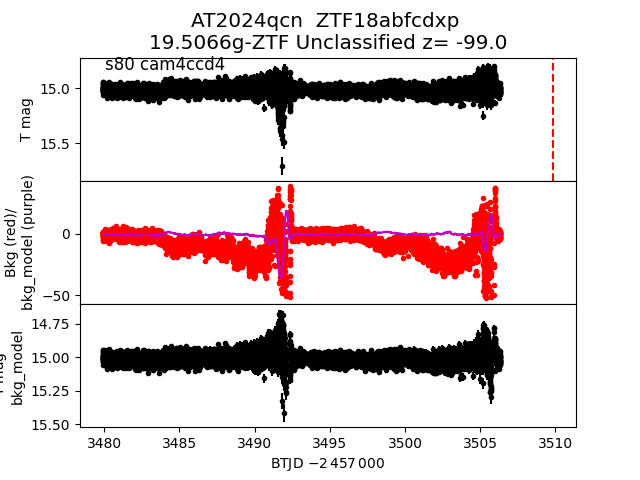 AT2024qcn  ZTF18abfcdxp
19.5066g-ZTF Unclassified z= -99.0
s80 cam4ccd4
15.0
15.5
T mag
0
−50
Bkg (red)/
bkg_model (purple)
14.75
15.00
15.25
15.50
mag
bkg_model
3480 3485 3490 3495 3500 3505 3510
BTJD −2 457 000